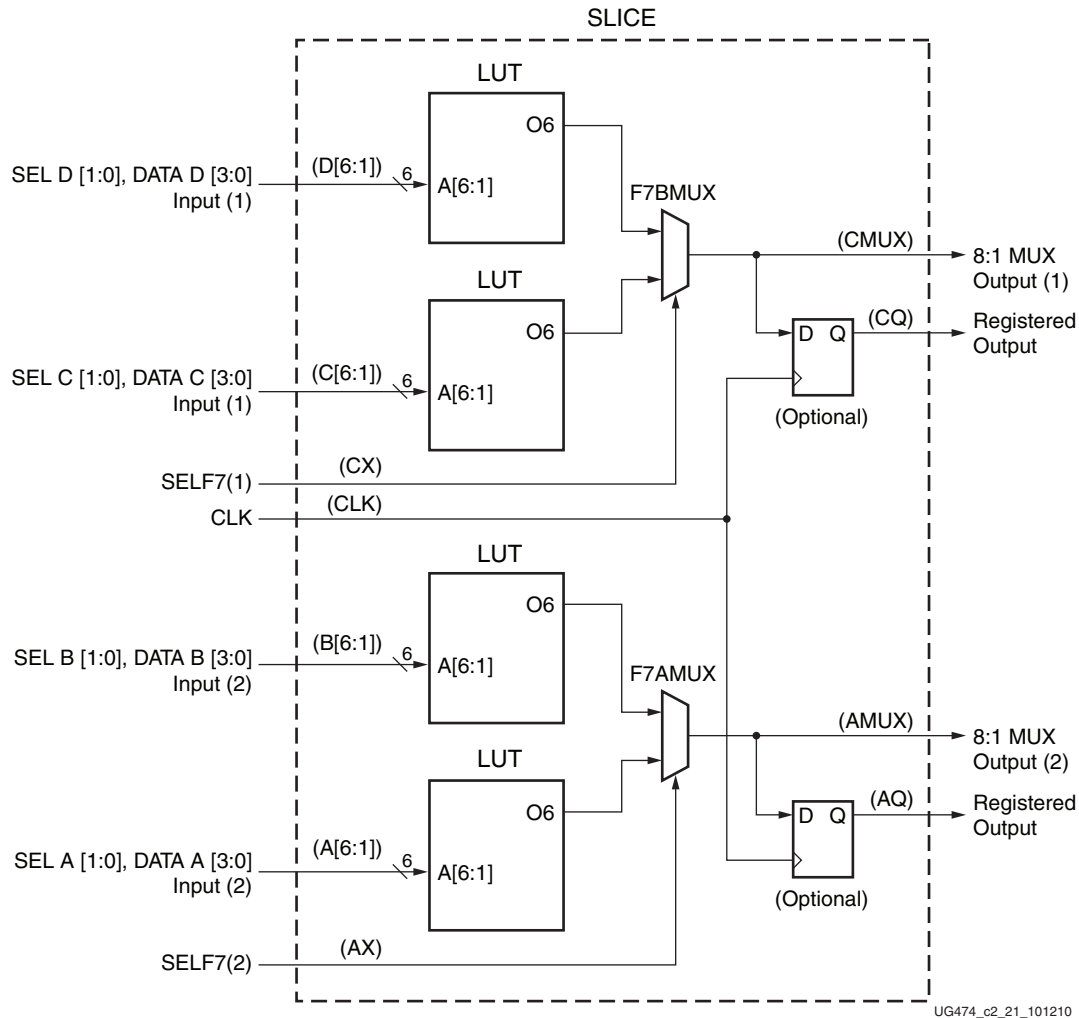 SLICE
LUT
O6
SEL D [1:0], DATA D [3:0]
Input (1)
(D[6:1])
6
A[6:1]
F7BMUX
(CMUX)
8:1 MUX
Output (1)
LUT
O6
D Q
(CQ)
Registered
Output
SEL C [1:0], DATA C [3:0]
Input (1)
(C[6:1])
6
A[6:1]
(Optional)
SELF7(1)
(CX)
CLK
(CLK)
LUT
O6
SEL B [1:0], DATA B [3:0]
Input (2)
(B[6:1])
6
A[6:1]
F7AMUX
(AMUX)
8:1 MUX
Output (2)
LUT
O6
D Q
(AQ)
Registered
Output
SEL A [1:0], DATA A [3:0]
Input (2)
(A[6:1])
6
A[6:1]
(Optional)
SELF7(2)
(AX)
UG474_c2_21_101210